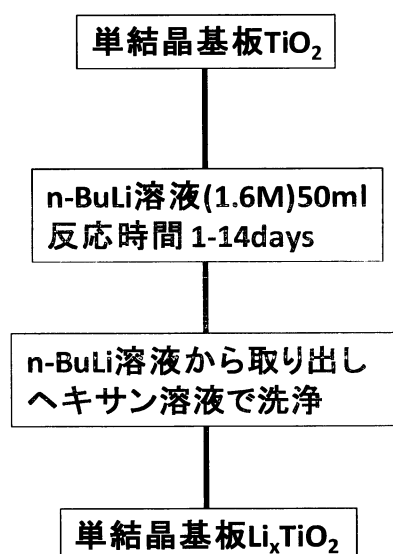 単結晶基板TiO₂
n-BuLi溶液(1.6M)50ml
反応時間 1-14days
n-BuLi溶液から取り出し
ヘキサン溶液で洗浄
単結晶基板LiₓTiO₂